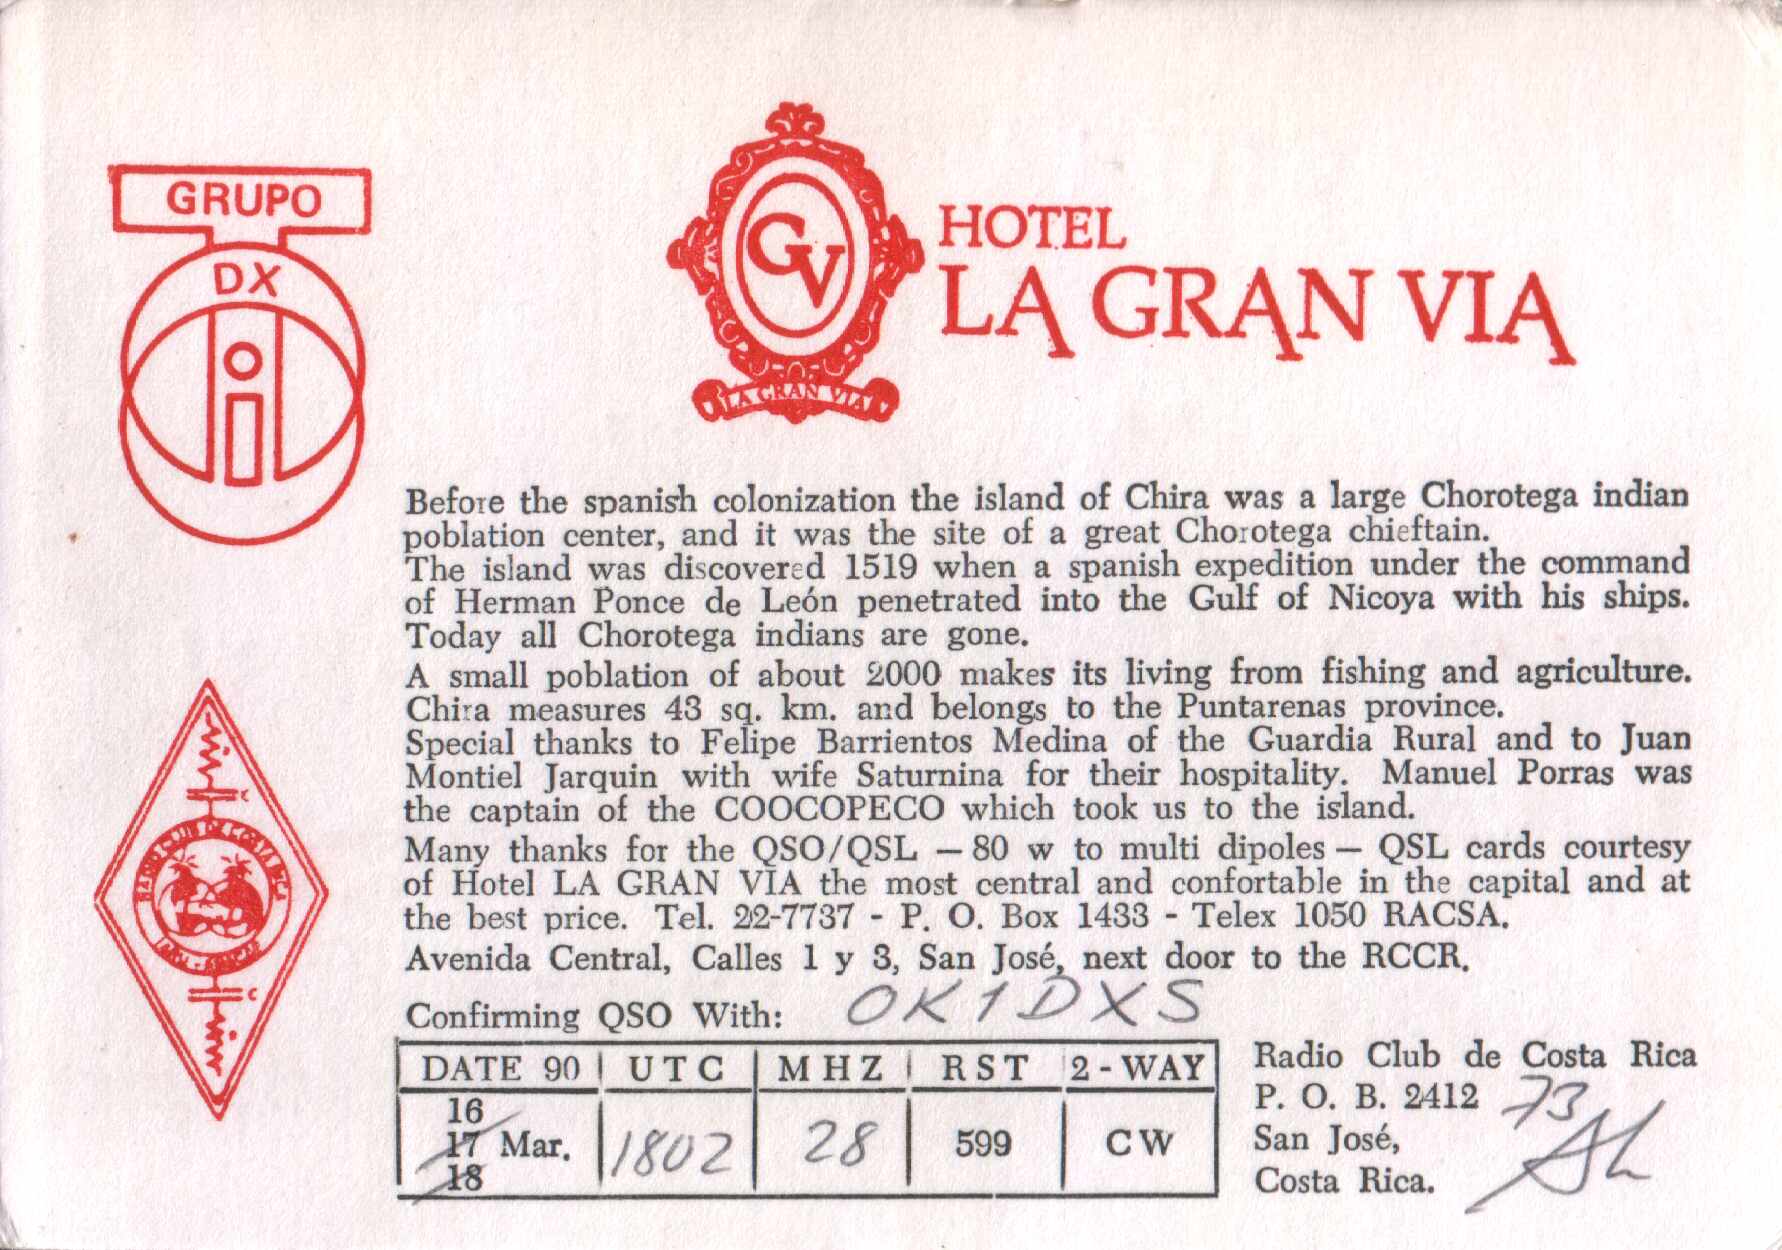 GRUPO
DX
GV
LA GRAN VIA
HOTEL
LA GRAN VIA
Before the spanish colonization the island of Chira was a large Chorotega indian
poblation center, and it was the site of a great Chorotega chieftain.
The island was discovered 1519 when a spanish expedition under the command
of Herman Ponce de León penetrated into the Gulf of Nicoya with his ships.
Today all Chorotega indians are gone.
A small poblation of about 2000 makes its living from fishing and agriculture.
Chira measures 43 sq. km. and belongs to the Puntarenas province.
Special thanks to Felipe Barrientos Medina of the Guardia Rural and to Juan
Montiel Jarquin with wife Saturnina for their hospitality. Manuel Porras was
the captain of the COOCOPECO which took us to the island.
Many thanks for the QSO/QSL — 80 w to multi dipoles — QSL cards courtesy
of Hotel LA GRAN VIA the most central and confortable in the capital and at
the best price. Tel. 22-7737 - P. O. Box 1433 - Telex 1050 RACSA.
Avenida Central, Calles 1 y 3, San José, next door to the RCCR.
RADIO CLUB DE COSTA RICA
Confirming QSO With: OK1DXS
DATE 90 UTC MHZ RST 2-WAY
16
17 Mar. 1802 28 599 CW
18
Radio Club de Costa Rica
P. O. B. 2412 73
San José,
Costa Rica.